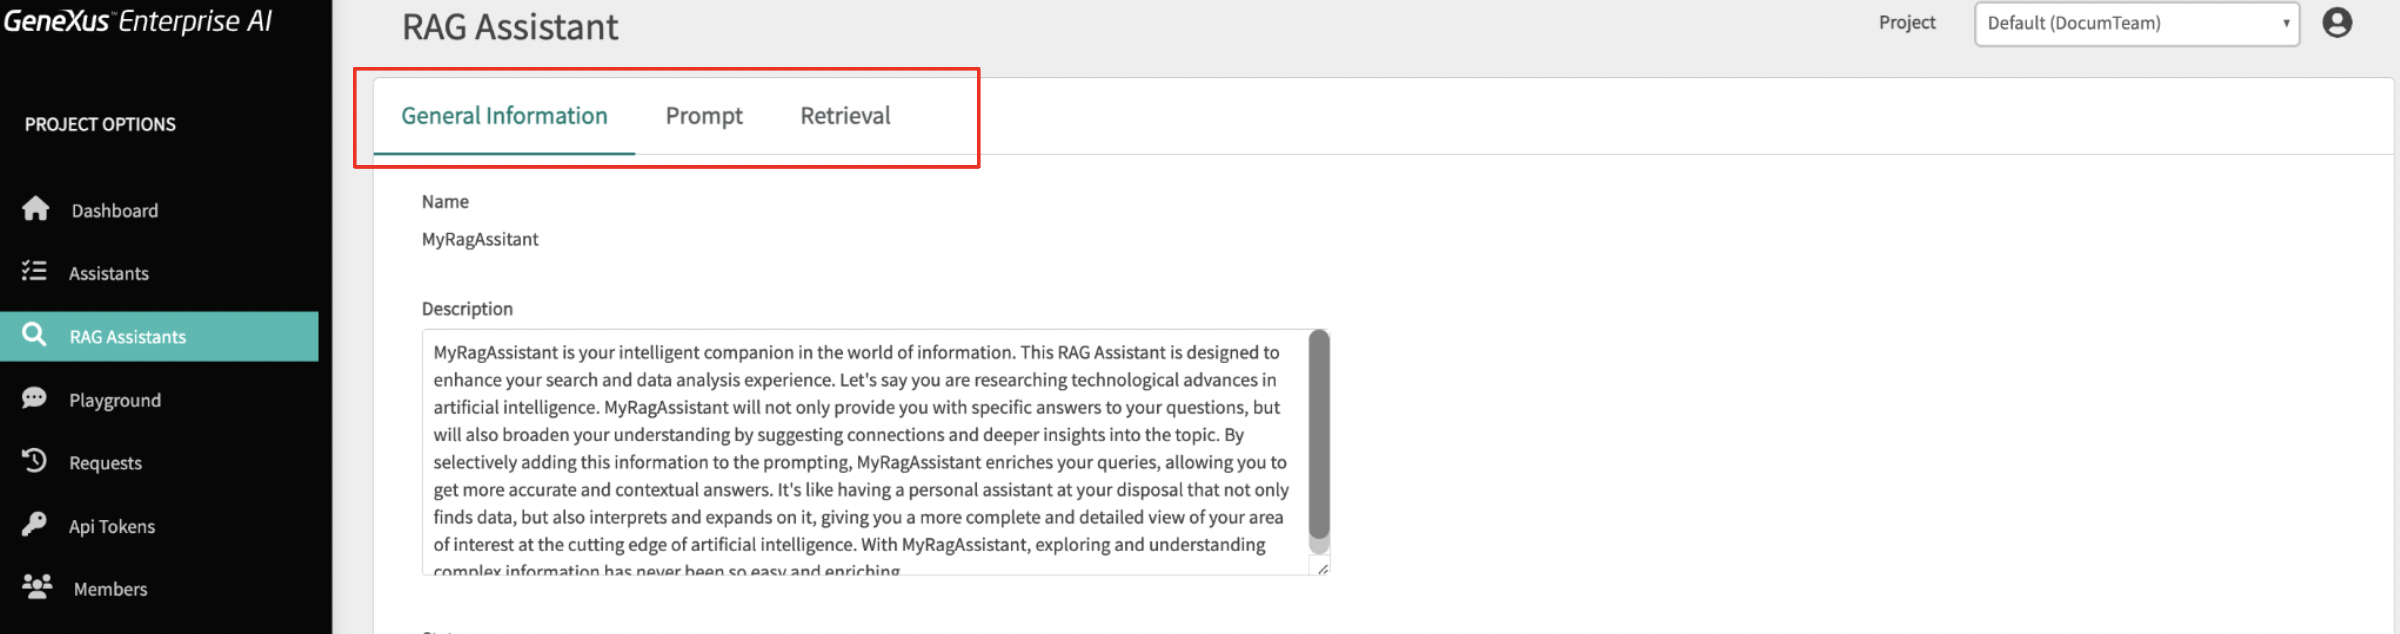 GeneXus™ Enterprise AI
PROJECT OPTIONS
Dashboard
Assistants
RAG Assistants
Playground
Requests
Api Tokens
Members
RAG Assistant
Project
Default (DocumTeam)
General Information
Prompt
Retrieval
Name
MyRagAssitant
Description
MyRagAssistant is your intelligent companion in the world of information. This RAG Assistant is designed to
enhance your search and data analysis experience. Let's say you are researching technological advances in
artificial intelligence. MyRagAssistant will not only provide you with specific answers to your questions, but
will also broaden your understanding by suggesting connections and deeper insights into the topic. By
selectively adding this information to the prompting, MyRagAssistant enriches your queries, allowing you to
get more accurate and contextual answers. It's like having a personal assistant at your disposal that not only
finds data, but also interprets and expands on it, giving you a more complete and detailed view of your area
of interest at the cutting edge of artificial intelligence. With MyRagAssistant, exploring and understanding
complex information has never been so easy and enriching.